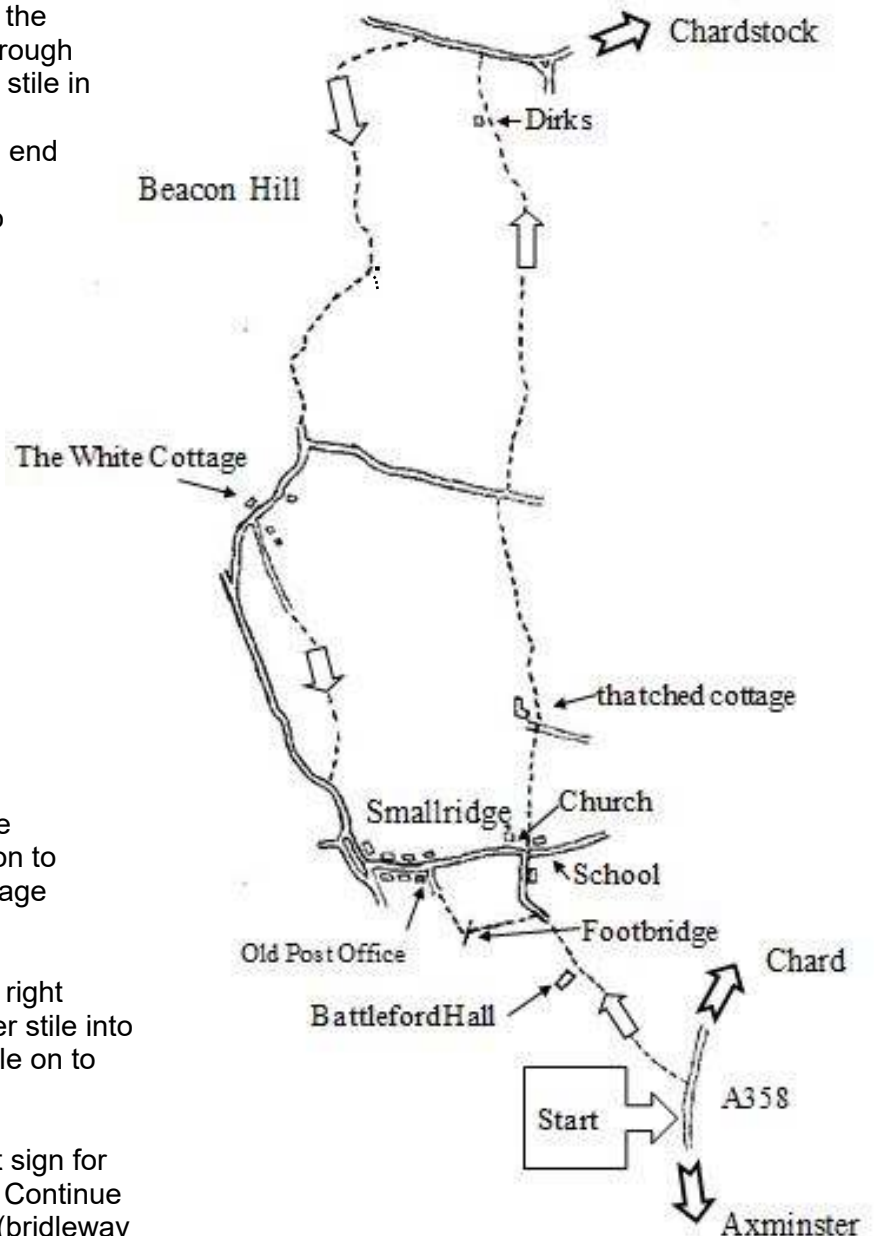 the
rough
stile in
end
Chardstock
Dirks
Beacon Hill
The White Cottage
thatched cottage
Smallridge
Church
School
Old Post Office
Footbridge
Battleford Hall
Chard
Start
A358
Axminster
e
on to
age
right
er stile into
le on to
t sign for
Continue
(bridleway